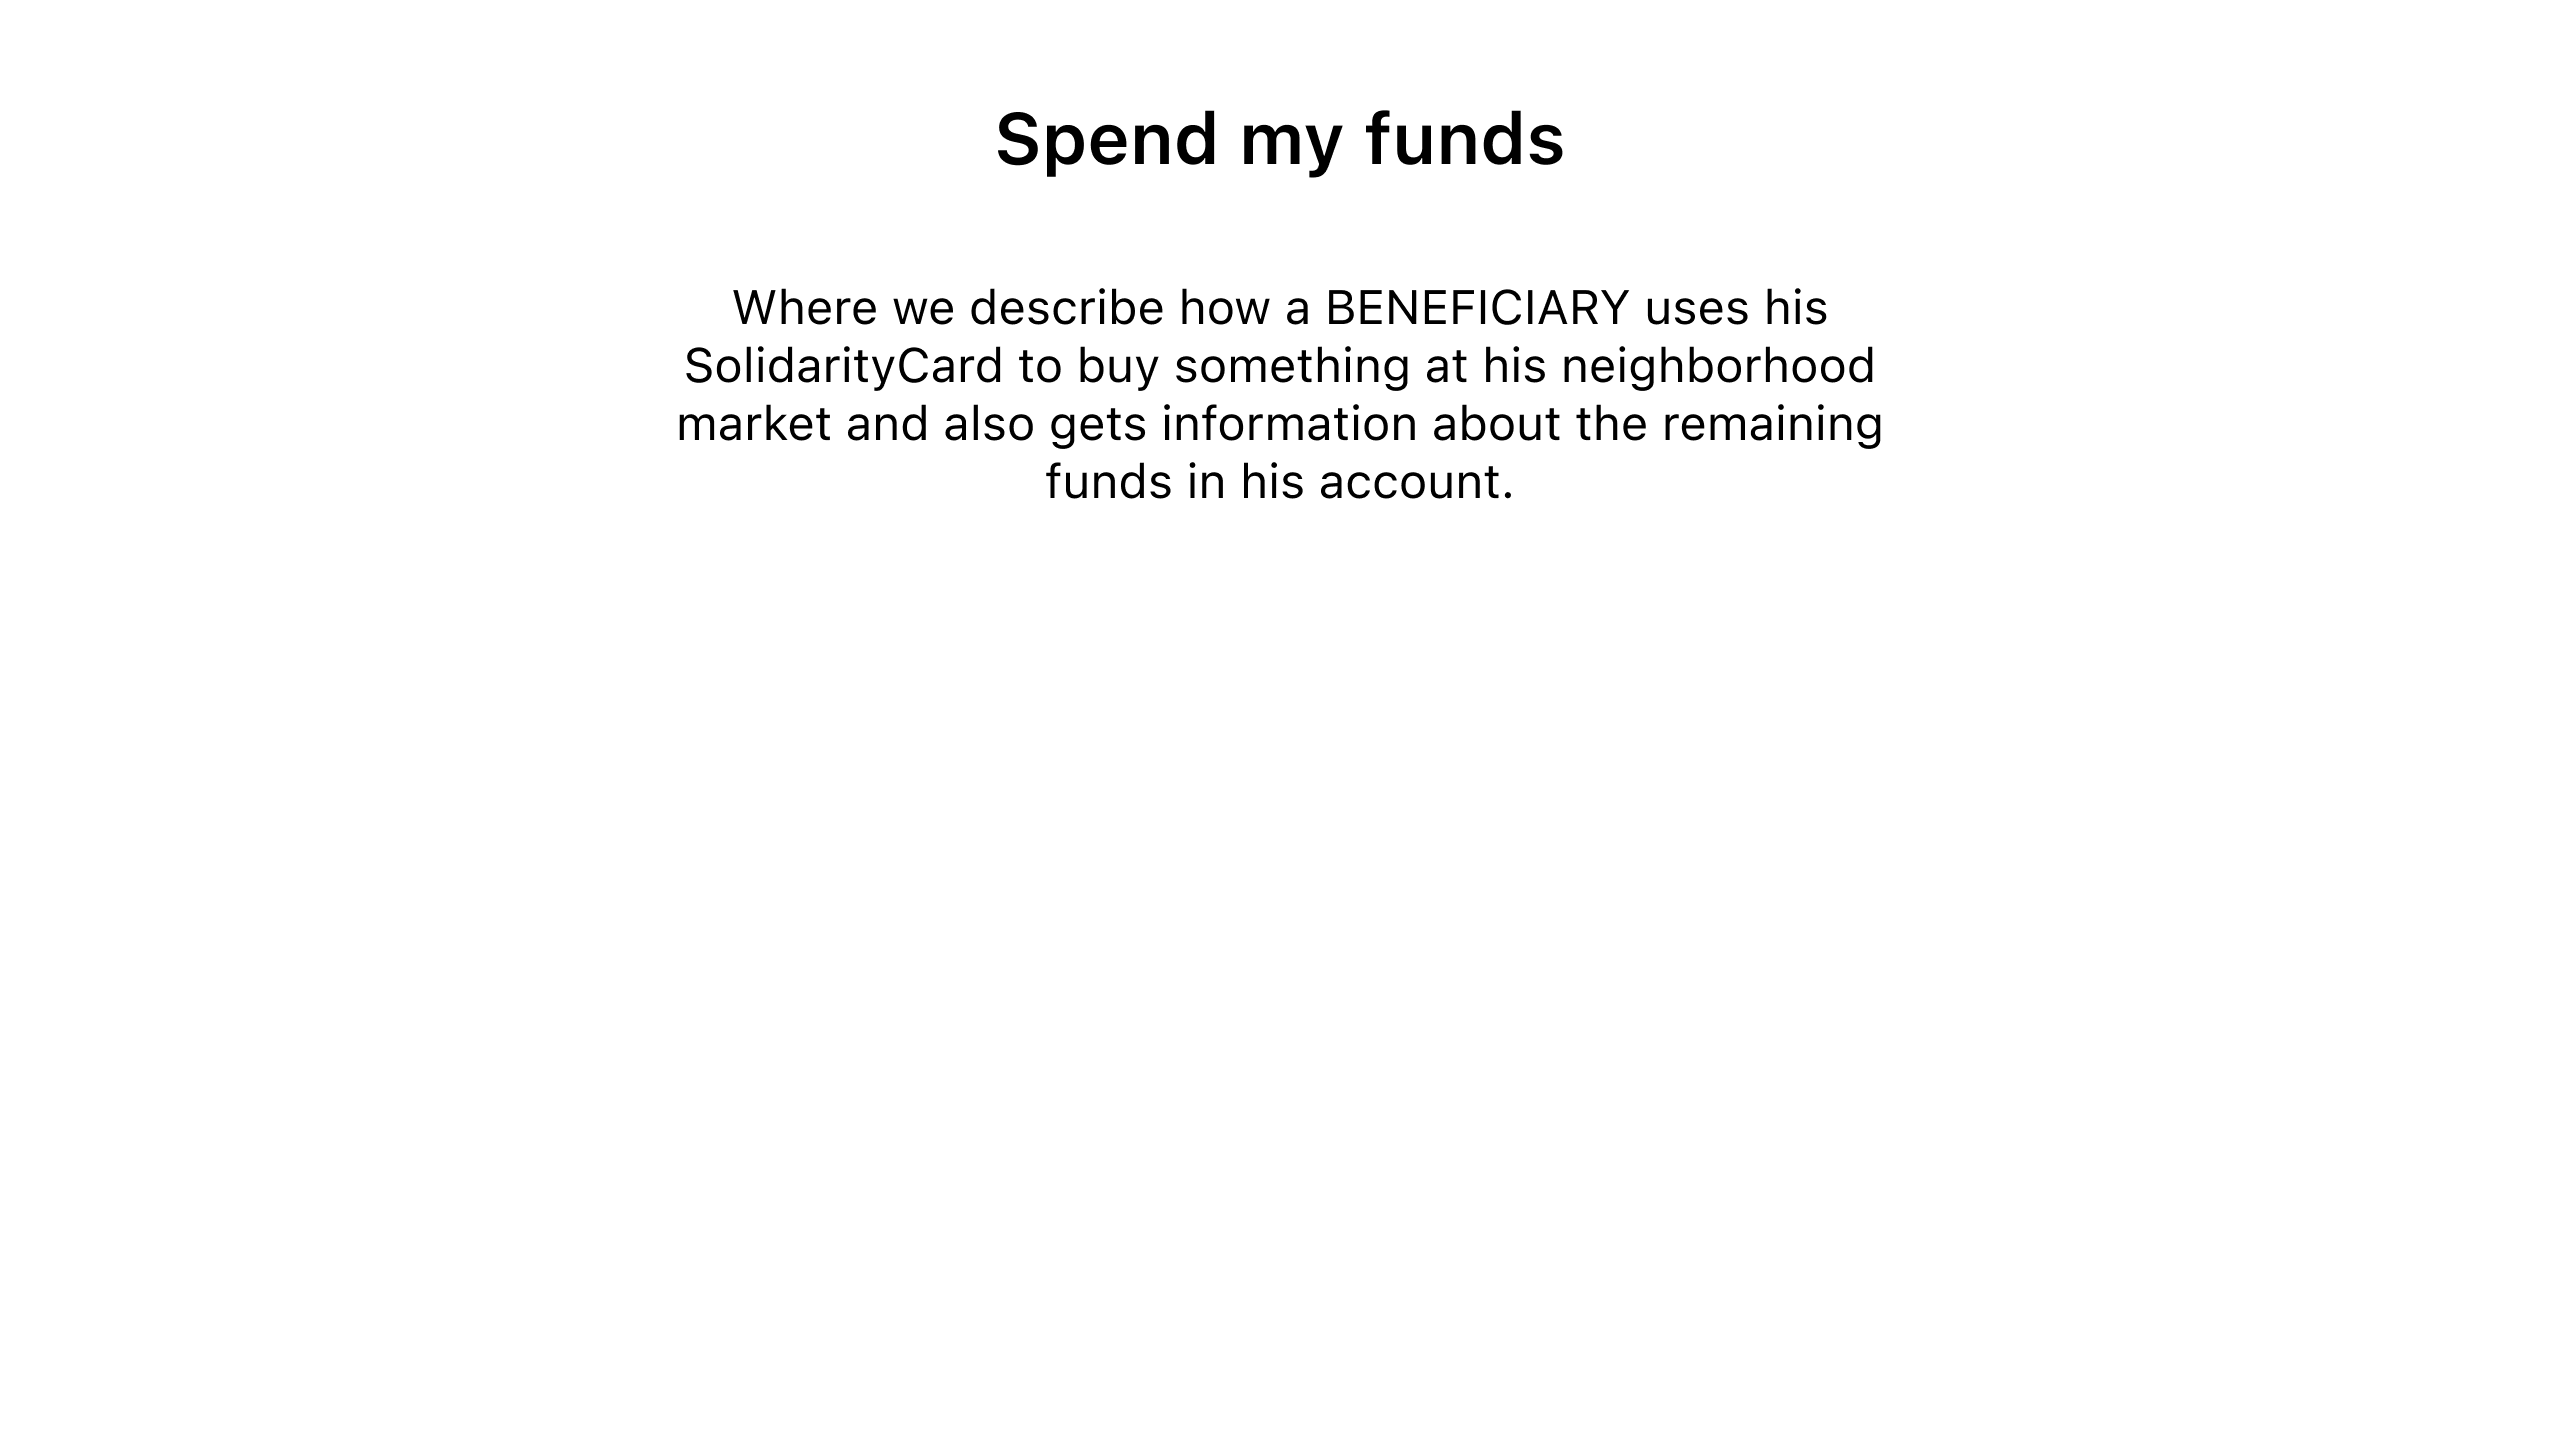 Spend my funds
Where we describe how a BENEFICIARY uses his
SolidarityCard to buy something at his neighborhood
market and also gets information about the remaining
funds in his account.